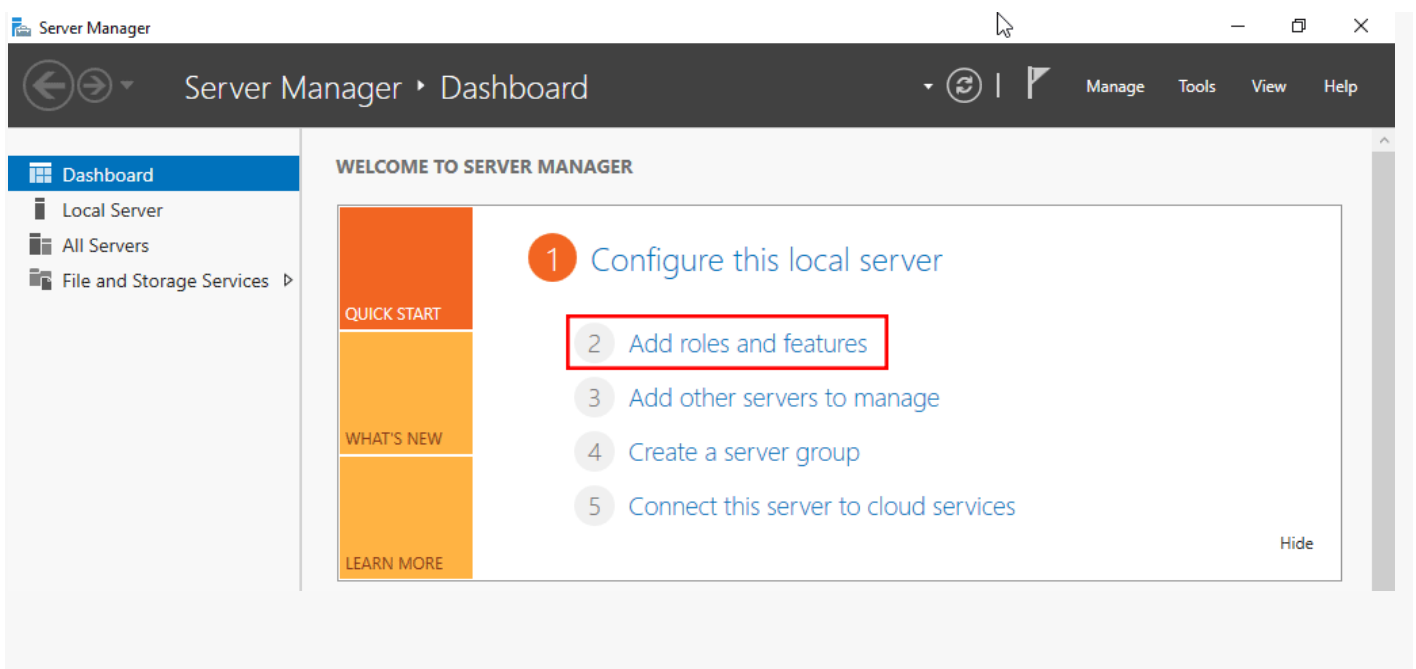 Server Manager
Server Manager ‣ Dashboard
Manage Tools View Help
Dashboard
Local Server
All Servers
File and Storage Services
WELCOME TO SERVER MANAGER
QUICK START
WHAT'S NEW
LEARN MORE
1 Configure this local server
2 Add roles and features
3 Add other servers to manage
4 Create a server group
5 Connect this server to cloud services
Hide